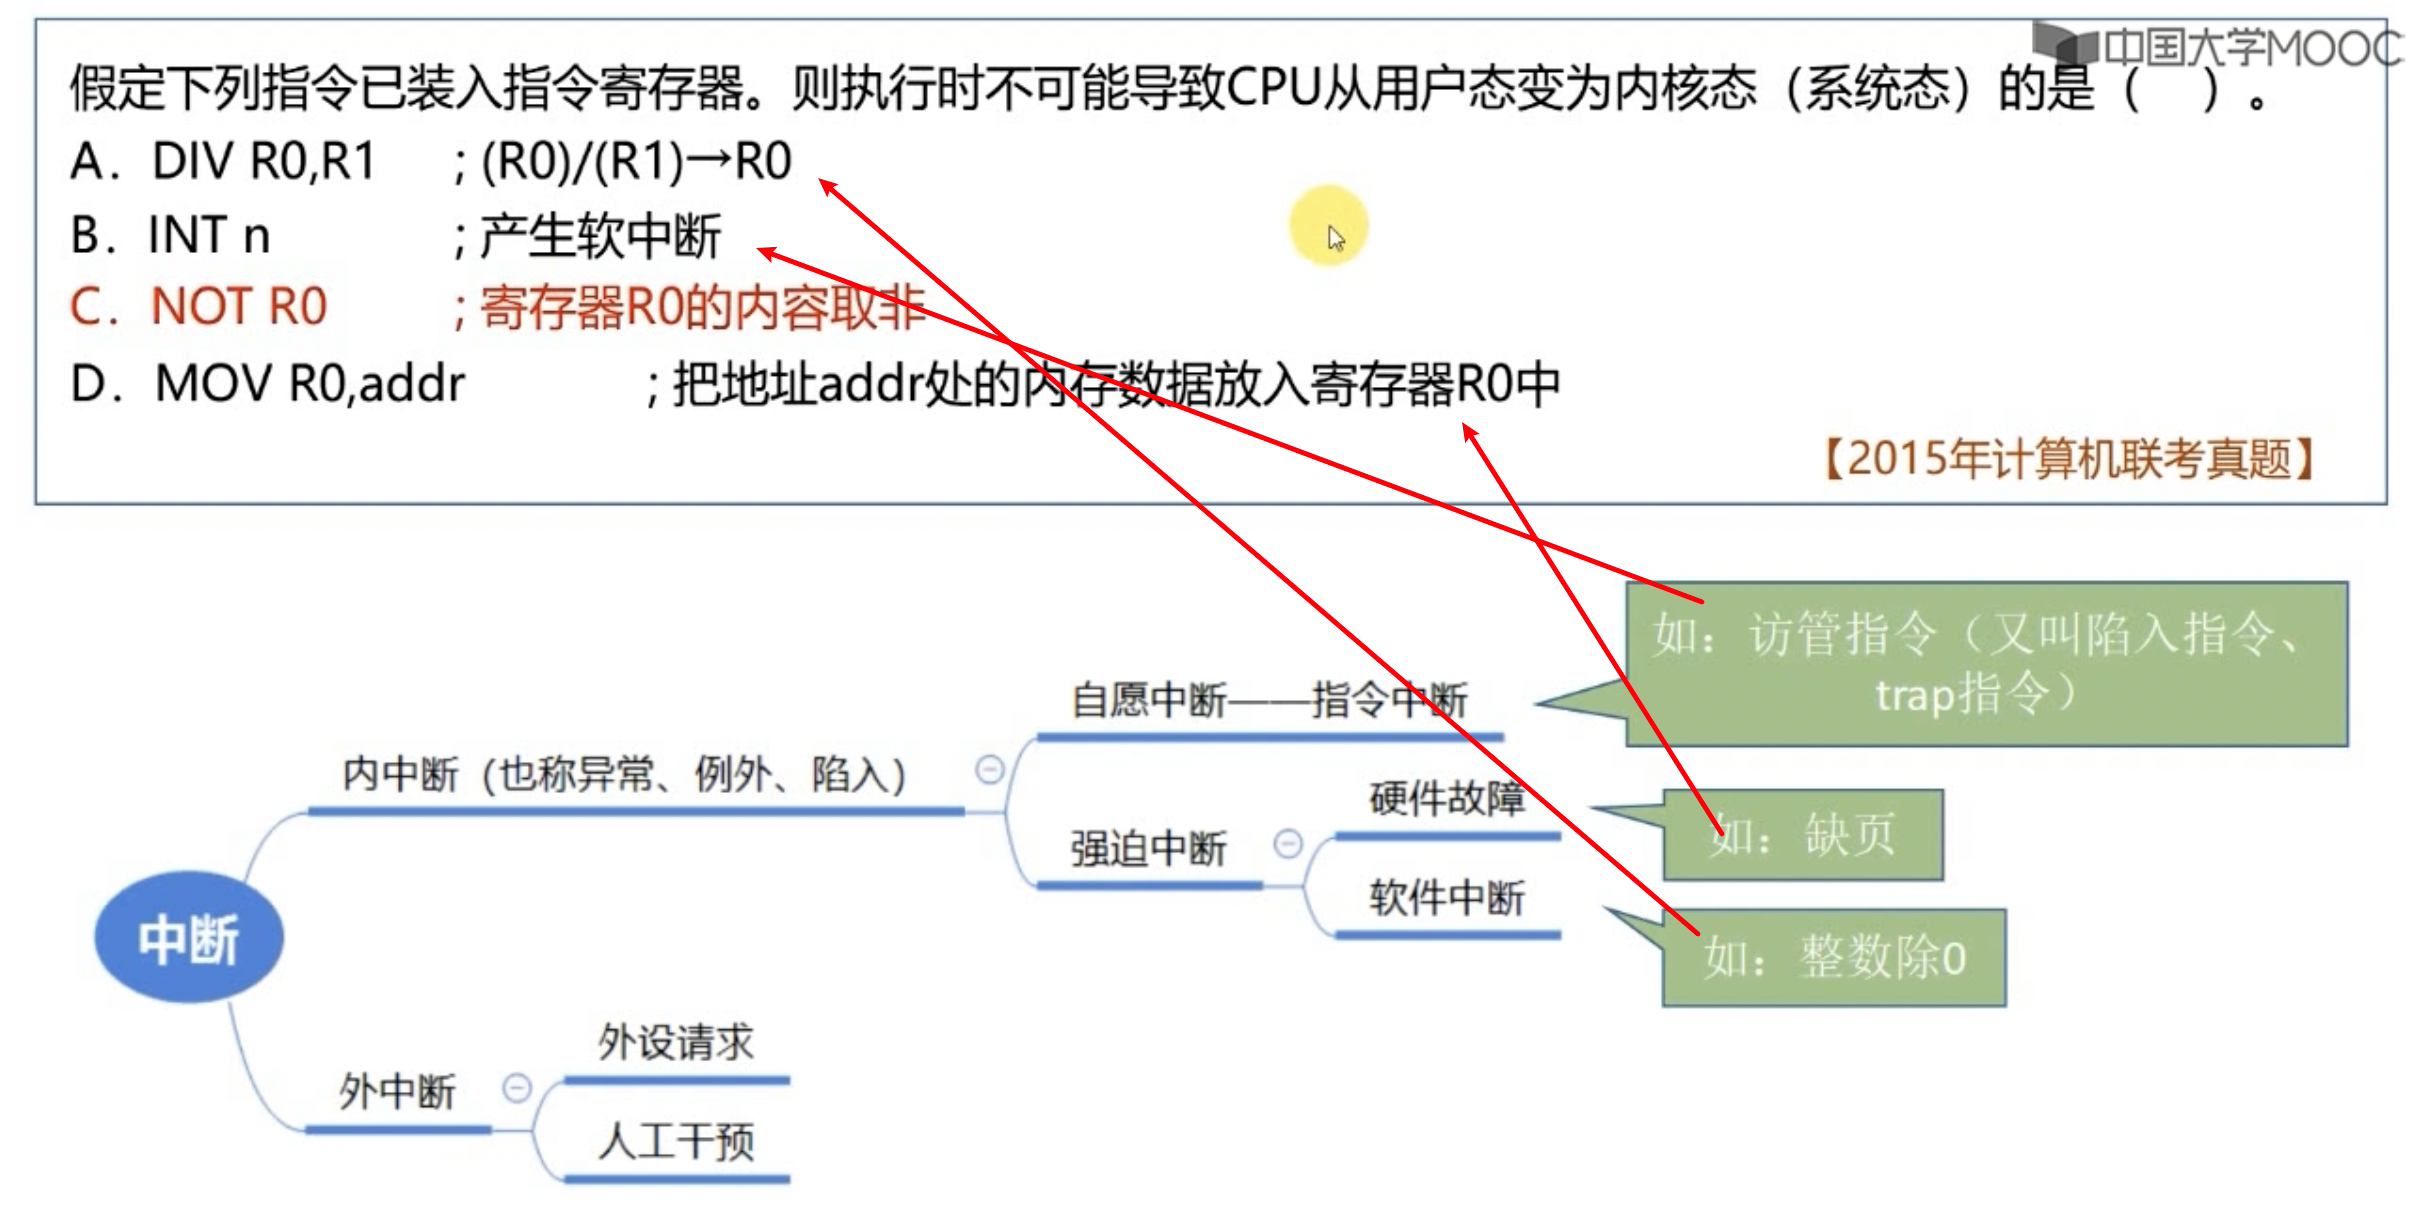 中国大学MOOC
假定下列指令已装入指令寄存器。则执行时不可能导致CPU从用户态变为内核态（系统态）的是（ ）。
A. DIV R0,R1 ; (R0)/(R1)→R0
B. INT n ; 产生软中断
C. NOT R0 ; 寄存器R0的内容取非
D. MOV R0,addr ; 把地址addr处的内存数据放入寄存器R0中
【2015年计算机联考真题】
如：访管指令（又叫陷入指令、
trap指令）
自愿中断——指令中断
内中断（也称异常、例外、陷入）
硬件故障
如：缺页
强迫中断
软件中断
如：整数除0
中断
外设请求
外中断
人工干预